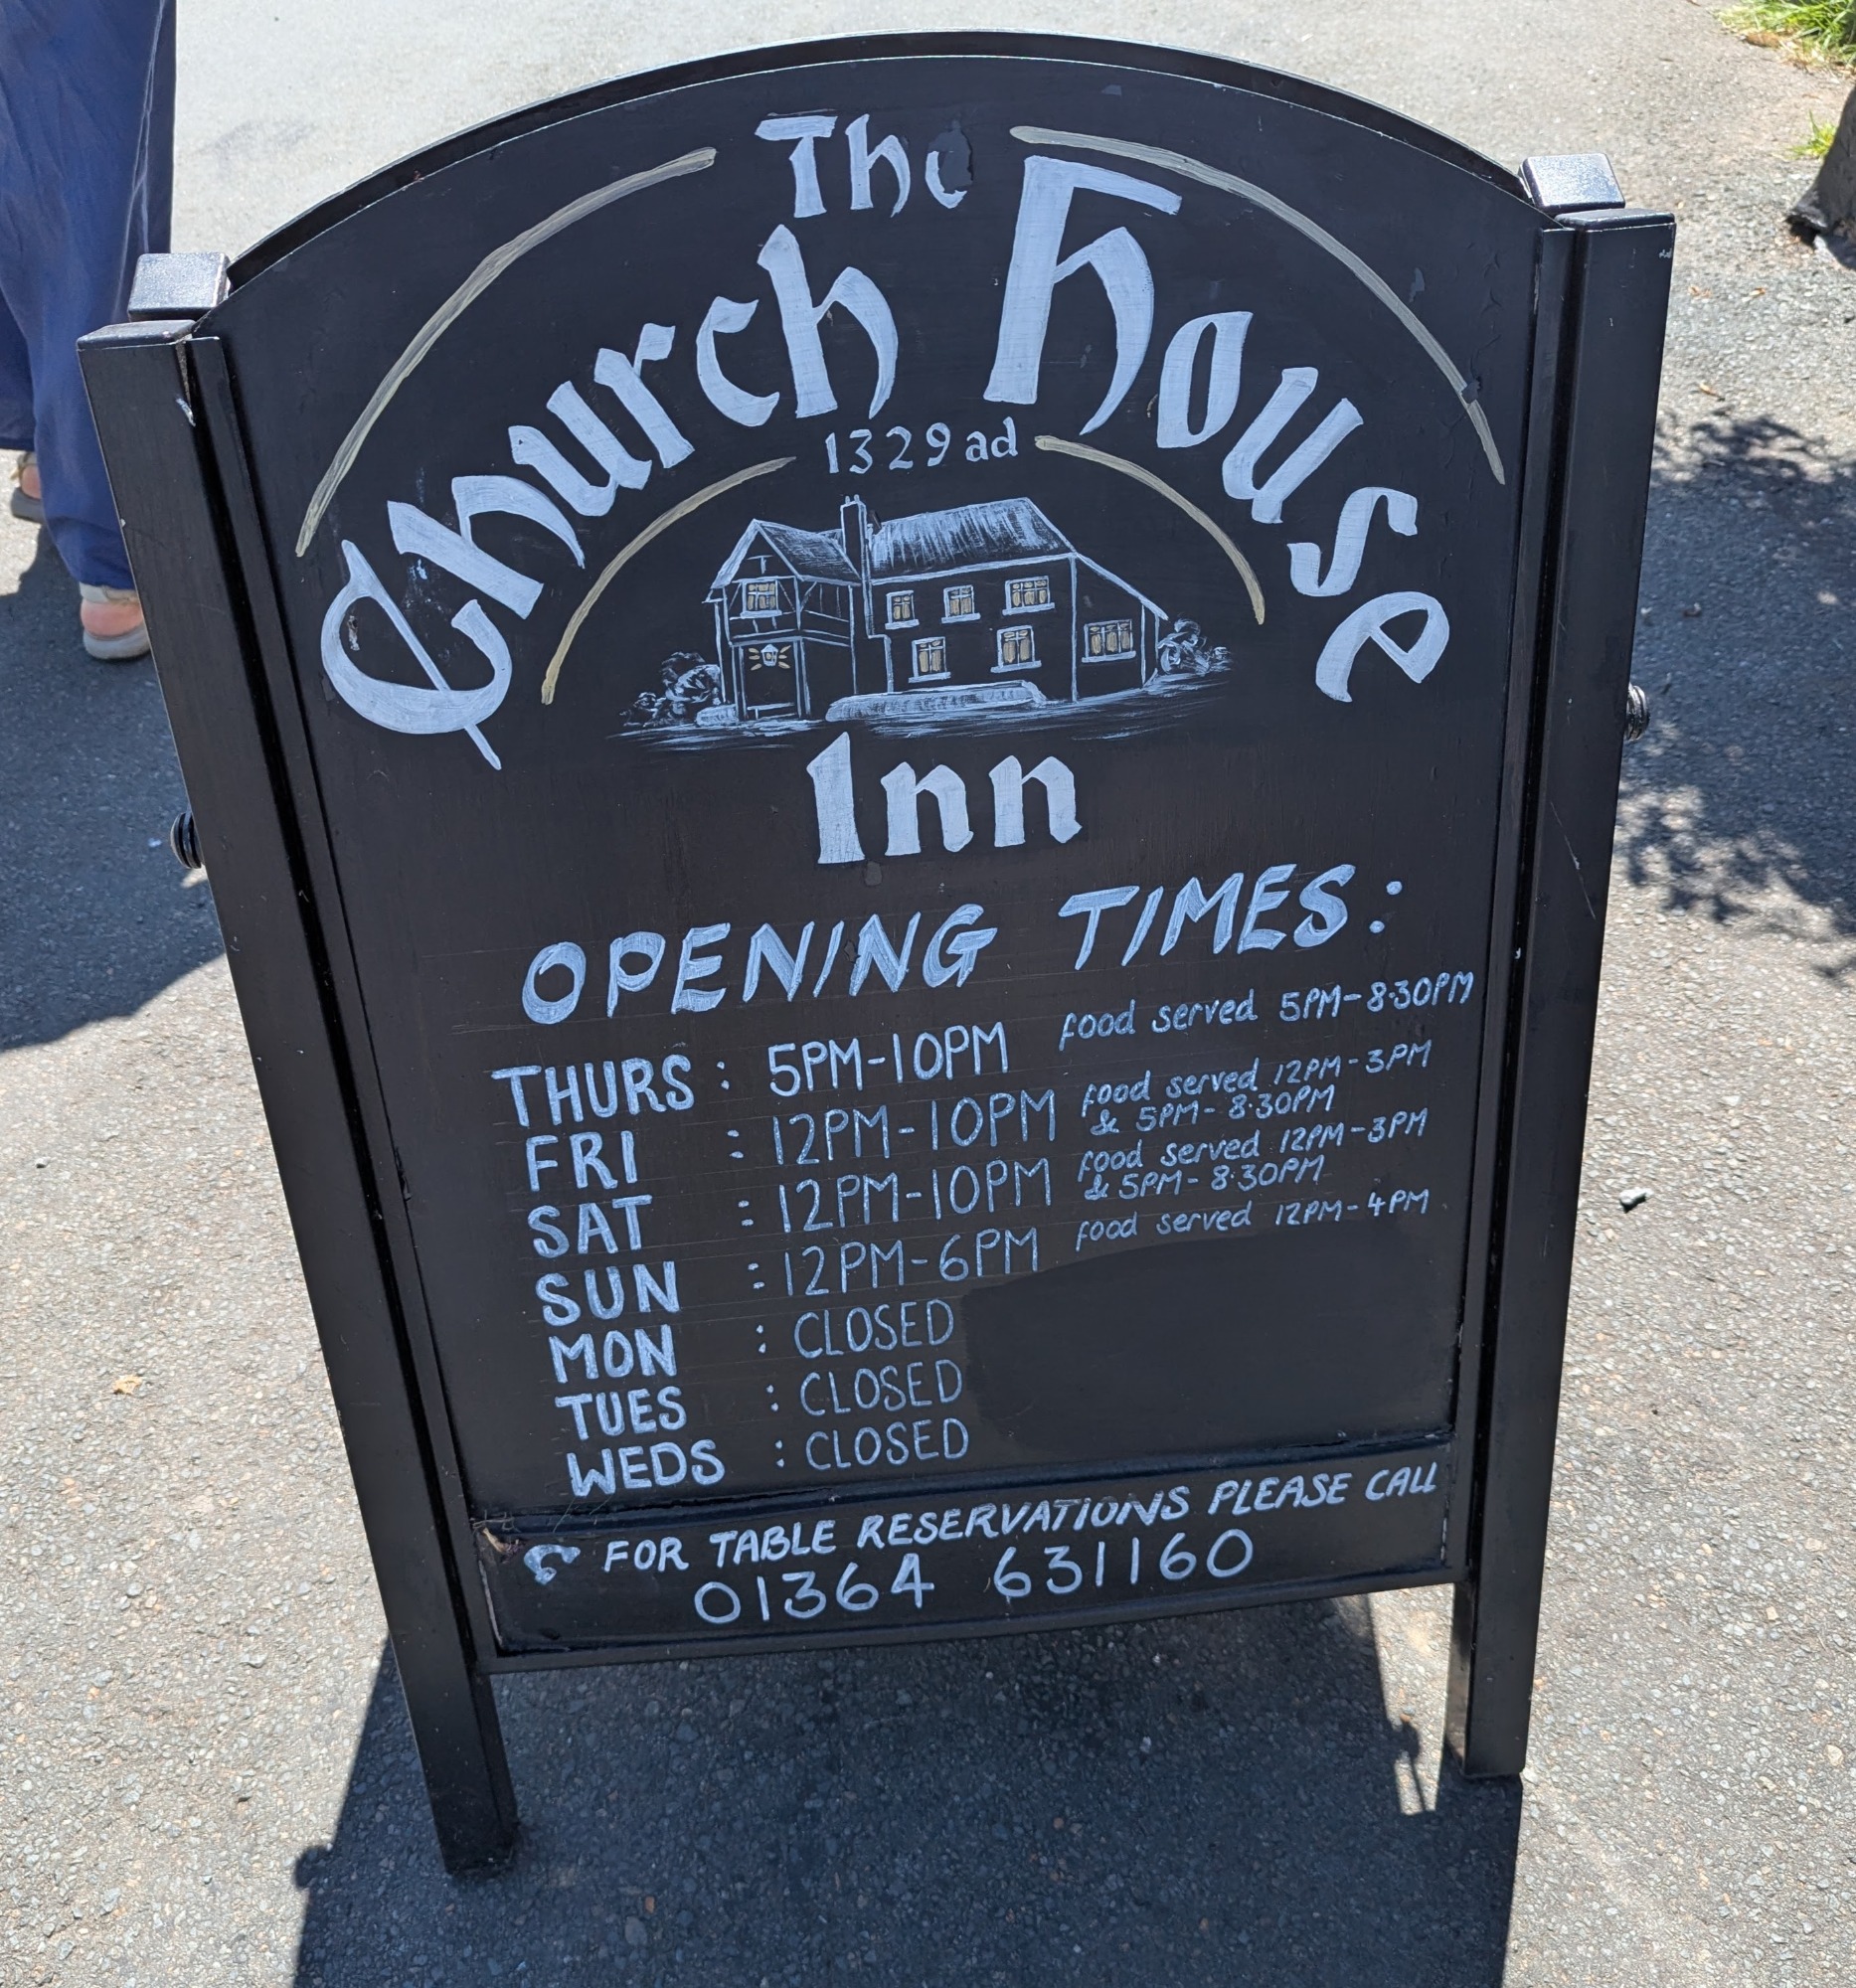 The
Church House
1329 ad
Inn
OPENING TIMES:
THURS : 5PM-10PM food served 5PM-8.30PM
FRI : 12PM-10PM food served 12PM-3PM
& 5PM-8.30PM
SAT : 12PM-10PM food served 12PM-3PM
& 5PM-8.30PM
SUN : 12PM-6PM food served 12PM-4PM
MON : CLOSED
TUES : CLOSED
WEDS : CLOSED
FOR TABLE RESERVATIONS PLEASE CALL
01364 631160